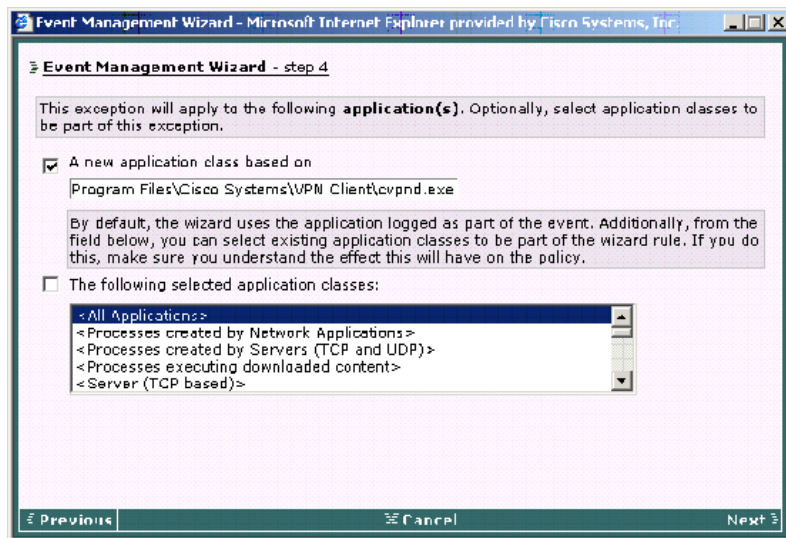 Event Management Wizard - Microsoft Internet Explorer provided by Cisco Systems, Inc.
Event Management Wizard - step 4
This exception will apply to the following application(s). Optionally, select application classes to
be part of this exception.
A new application class based on
Program Files\Cisco Systems\VPN Client\cvpnd.exe
By default, the wizard uses the application logged as part of the event. Additionally, from the
field below, you can select existing application classes to be part of the wizard rule. If you do
this, make sure you understand the effect this will have on the policy.
The following selected application classes:
<All Applications>
<Processes created by Network Applications>
<Processes created by Servers (TCP and UDP)>
<Processes executing downloaded content>
<Server (TCP based)>
Previous Cancel Next